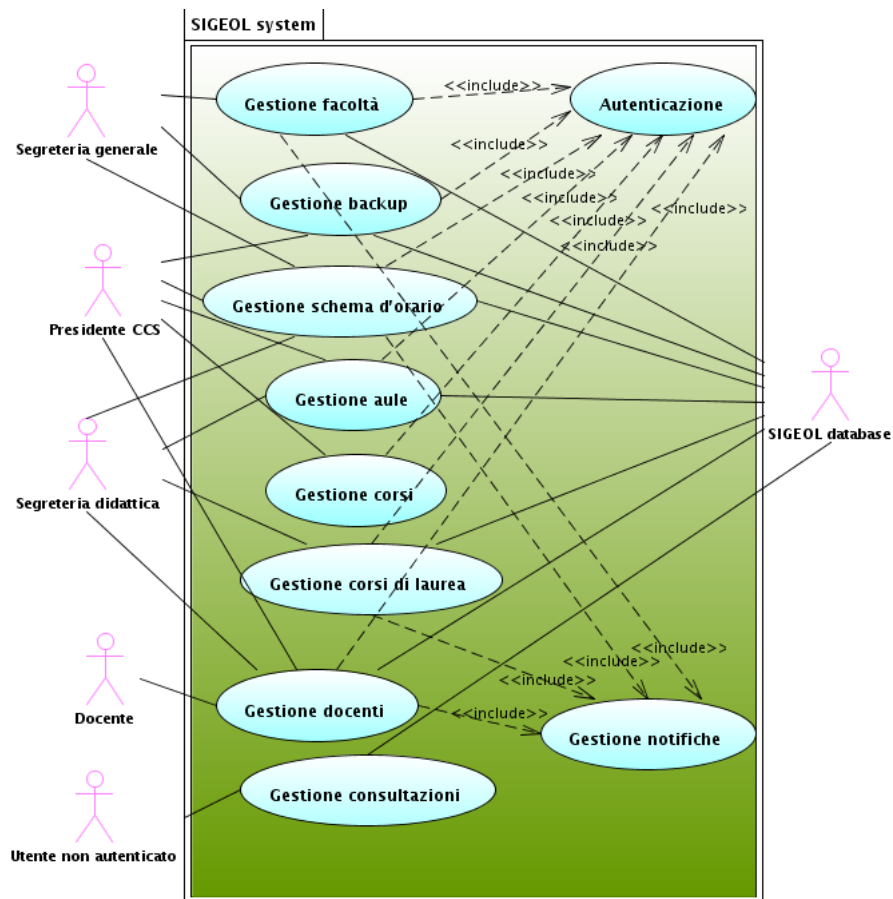 SIGEOL system
Segreteria generale
Presidente CCS
Segreteria didattica
Docente
Utente non autenticato
Gestione facoltà
Gestione backup
Gestione schema d'orario
Gestione aule
Gestione corsi
Gestione corsi di laurea
Gestione docenti
Gestione consultazioni
<<include>>
<<include>>
<<include>>
<<include>>
<<include>>
<<include>>
<<include>>
<<include>>
<<include>>
<<include>>
<<include>>
Autenticazione
Gestione notifiche
SIGEOL database